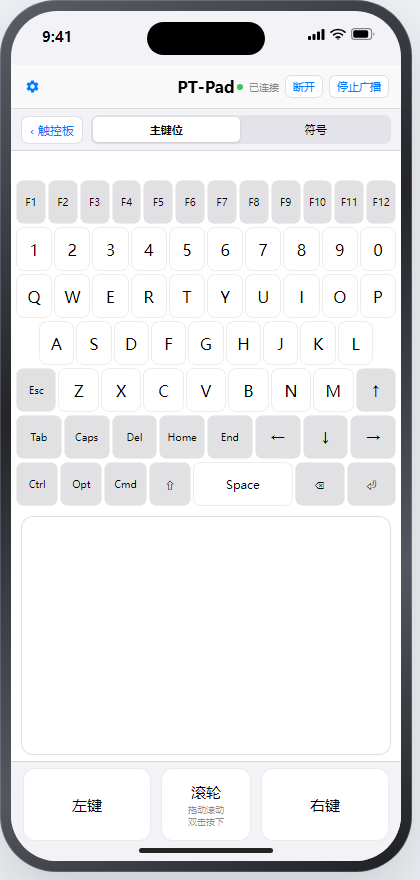 9:41
PT-Pad 已连接 断开 停止广播
‹ 触控板 主键位 符号
F1 F2 F3 F4 F5 F6 F7 F8 F9 F10 F11 F12
1 2 3 4 5 6 7 8 9 0
Q W E R T Y U I O P
A S D F G H J K L
Esc Z X C V B N M ↑
Tab Caps Del Home End ← ↓ →
Ctrl Opt Cmd ⇧ Space ⌫ ⏎
左键 滚轮 右键
拖动滚动
双击按下